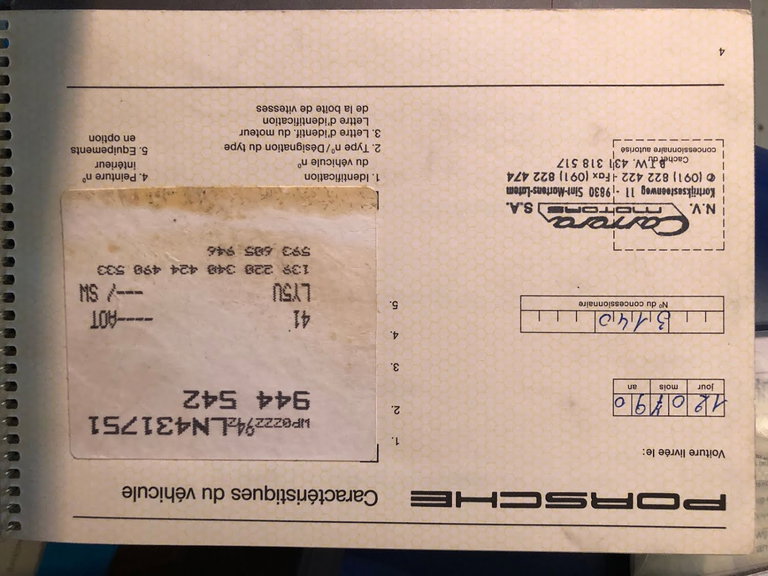 PORSCHE
Caractéristiques du véhicule
Voiture livrée le:
12 07 90
jour mois an
3140
N° du concessionnaire
N.V. Carrera S.A.
MOTORS
Kortrijksesteenweg 11 9830 Sint-Martens-Latem
✆ (091) 822 422 - Fax (091) 822 474
B.T.W. 431 318 517
Cachet du
concessionnaire autorisé
1.
2.
3.
4.
5.
WP0ZZZ94ZLN431751
944 542
41 ----AOT
LY5U ---/ SW
139 220 340 424 490 533
593 605 946
1. Identification
du véhicule n°
2. Type n°/Désignation du type
3. Lettre d'identif. du moteur
Lettre d'identification
de la boîte de vitesses
4. Peinture n°
intérieur
5. Equipements
en option
4